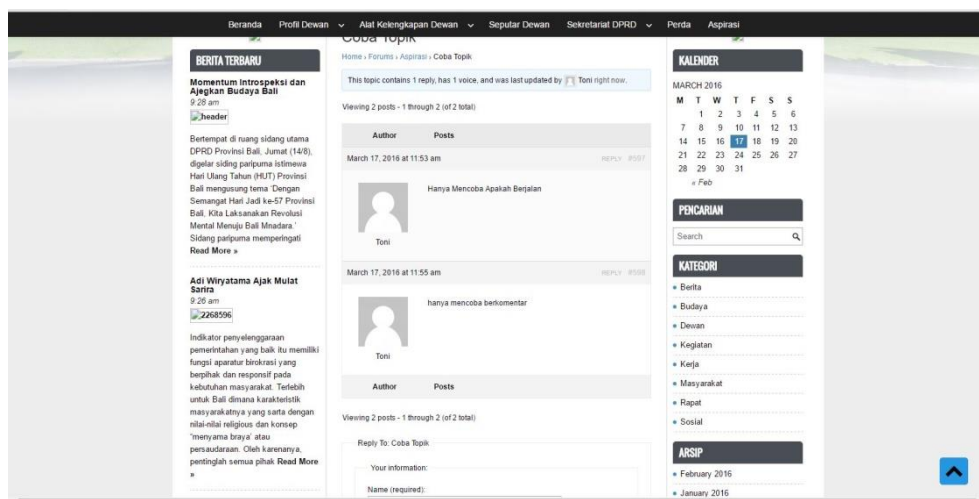 Beranda Profil Dewan Alat Kelengkapan Dewan Seputar Dewan Sekretariat DPRD Perda Aspirasi
BERITA TERBARU
Momentum Introspeksi dan
Ajegkan Budaya Bali
9:28 am
header
Bertempat di ruang sidang utama
DPRD Provinsi Bali, Jumat (14/8),
digelar siding paripuma istimewa
Hari Ulang Tahun (HUT) Provinsi
Bali mengusung tema 'Dengan
Semangat Hari Jadi ke-57 Provinsi
Bali, Kita Laksanakan Revolusi
Mental Menuju Bali Mnadara.'
Sidang paripuma memperingati
Read More »
Adi Wiryatama Ajak Mulat
Sarira
9:26 am
2268596
Indikator penyelenggaraan
pemerintahan yang baik itu memiliki
fungsi aparatur birokrasi yang
berpihak dan responsif pada
kebutuhan masyarakat. Terlebih
untuk Bali dimana karakteristik
masyarakatnya yang sarta dengan
nilai-nilai religious dan konsep
'menyama braya' atau
persaudaraan. Oleh karenanya,
pentinglah semua pihak Read More
»
Coba Topik
Home › Forums › Aspirasi › Coba Topik
This topic contains 1 reply, has 1 voice, and was last updated by Toni right now.
Viewing 2 posts - 1 through 2 (of 2 total)
Author Posts
March 17, 2016 at 11:53 am REPLY #597
Hanya Mencoba Apakah Berjalan
Toni
March 17, 2016 at 11:55 am REPLY #598
hanya mencoba berkomentar
Toni
Author Posts
Viewing 2 posts - 1 through 2 (of 2 total)
Reply To: Coba Topik
Your information:
Name (required):
KALENDER
MARCH 2016
M T W T F S S
1 2 3 4 5 6
7 8 9 10 11 12 13
14 15 16 17 18 19 20
21 22 23 24 25 26 27
28 29 30 31
« Feb
PENCARIAN
Search
KATEGORI
Berita
Budaya
Dewan
Kegiatan
Kerja
Masyarakat
Rapat
Sosial
ARSIP
February 2016
January 2016